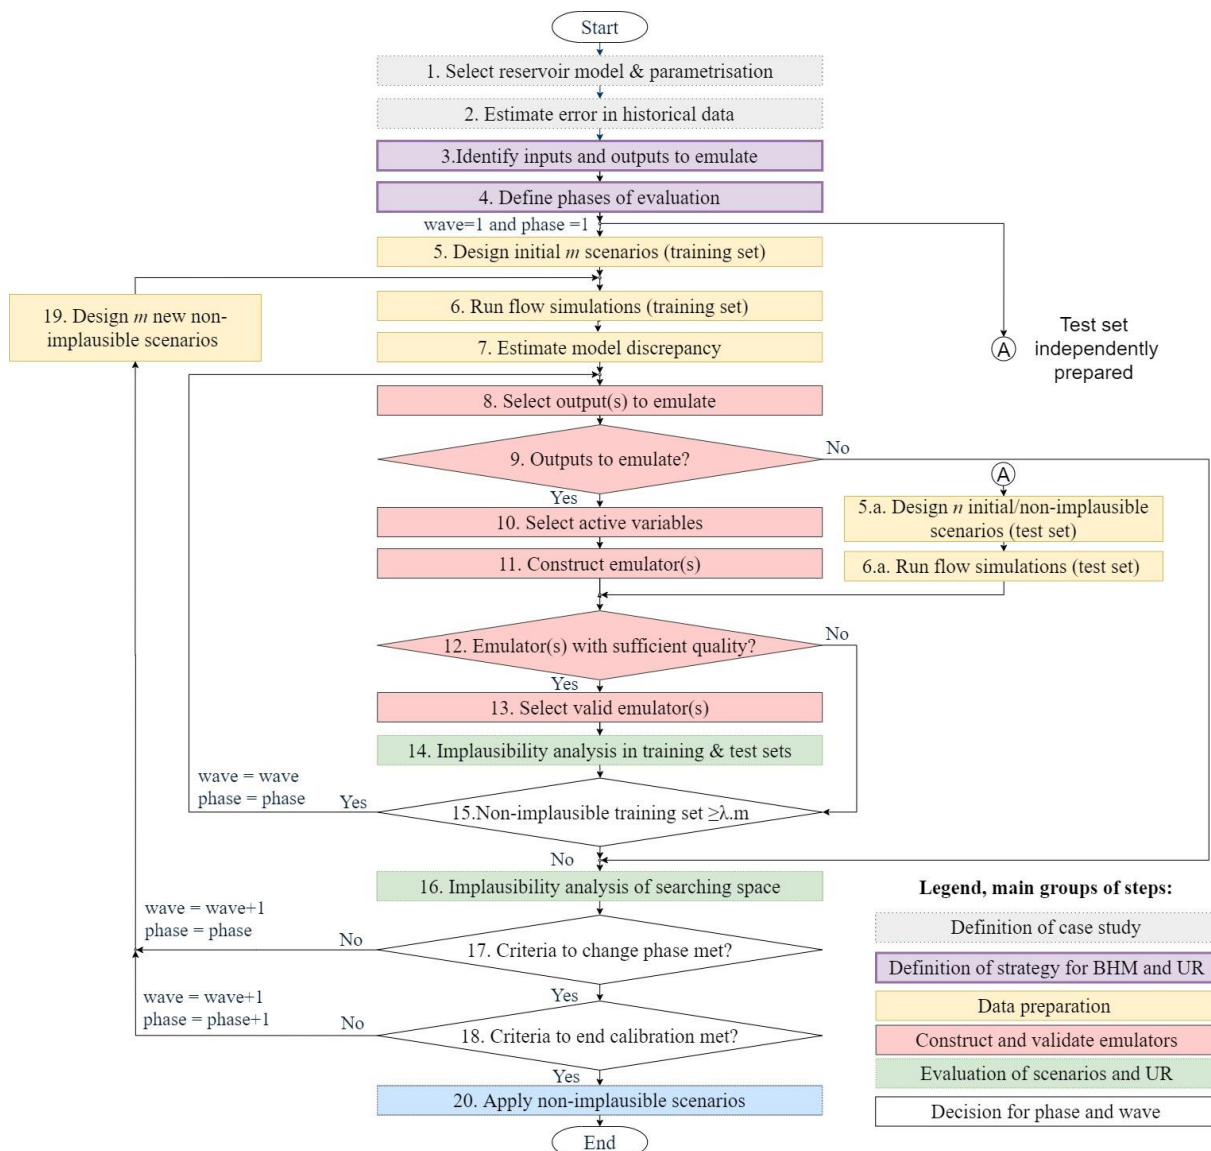 Start
1. Select reservoir model & parametrisation
2. Estimate error in historical data
3.Identify inputs and outputs to emulate
4. Define phases of evaluation
wave=1 and phase =1
5. Design initial m scenarios (training set)
19. Design m new non-
implausible scenarios
6. Run flow simulations (training set)
7. Estimate model discrepancy
A
Test set
independently
prepared
8. Select output(s) to emulate
9. Outputs to emulate?
No
Yes
A
5.a. Design n initial/non-implausible
scenarios (test set)
6.a. Run flow simulations (test set)
10. Select active variables
11. Construct emulator(s)
12. Emulator(s) with sufficient quality?
No
Yes
13. Select valid emulator(s)
14. Implausibility analysis in training & test sets
wave = wave
phase = phase
Yes
15.Non-implausible training set ≥λ.m
No
16. Implausibility analysis of searching space
wave = wave+1
phase = phase
No
17. Criteria to change phase met?
Yes
wave = wave+1
phase = phase+1
No
18. Criteria to end calibration met?
Yes
20. Apply non-implausible scenarios
End
Legend, main groups of steps:
Definition of case study
Definition of strategy for BHM and UR
Data preparation
Construct and validate emulators
Evaluation of scenarios and UR
Decision for phase and wave